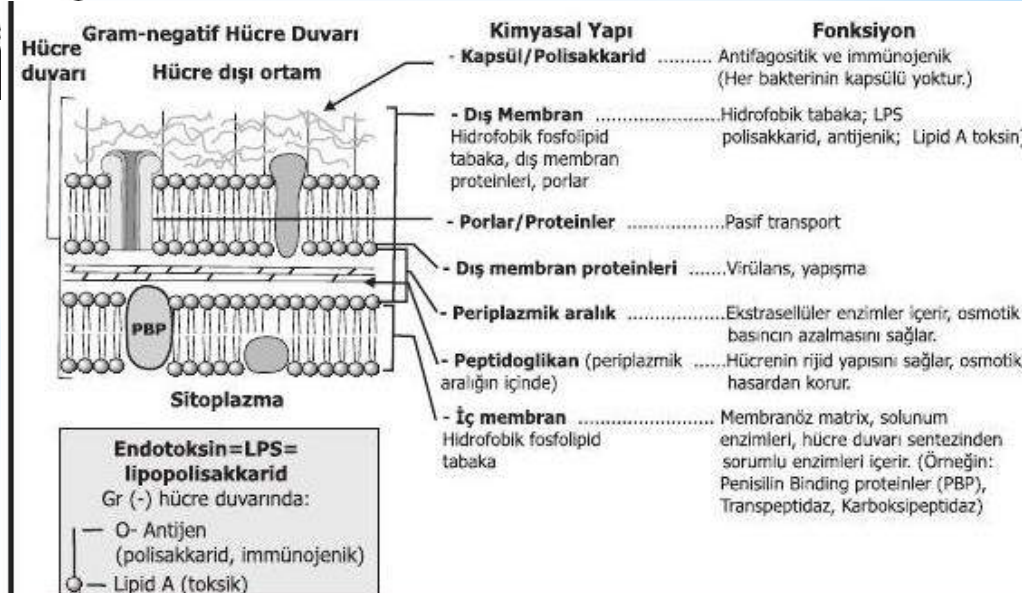 Gram-negatif Hücre Duvarı
Hücre
duvarı
Hücre dışı ortam
PBP
Sitoplazma
Endotoksin=LPS=
lipopolisakkarid
Gr (-) hücre duvarında:
O- Antijen
(polisakkarid, immünojenik)
Lipid A (toksik)
Kimyasal Yapı
Fonksiyon
- Kapsül/Polisakkarid .......... Antifagositik ve immünojenik
(Her bakterinin kapsülü yoktur.)
- Dış Membran .......................Hidrofobik tabaka; LPS
Hidrofobik fosfolipid
polisakkarid, antijenik; Lipid A toksin)
tabaka, dış membran
proteinleri, porlar
- Porlar/Proteinler ..................Pasif transport
- Dış membran proteinleri .......Virülans, yapışma
- Periplazmik aralık ..................Ekstrasellüler enzimler içerir, osmotik
basıncın azalmasını sağlar.
- Peptidoglikan (periplazmik ......Hücrenin rijid yapısını sağlar, osmotik
aralığın içinde)
hasardan korur.
- İç membran ......................... Membranöz matrix, solunum
Hidrofobik fosfolipid
enzimleri, hücre duvarı sentezinden
tabaka
sorumlu enzimleri içerir. (Örneğin:
Penisilin Binding proteinler (PBP),
Transpeptidaz, Karboksipeptidaz)